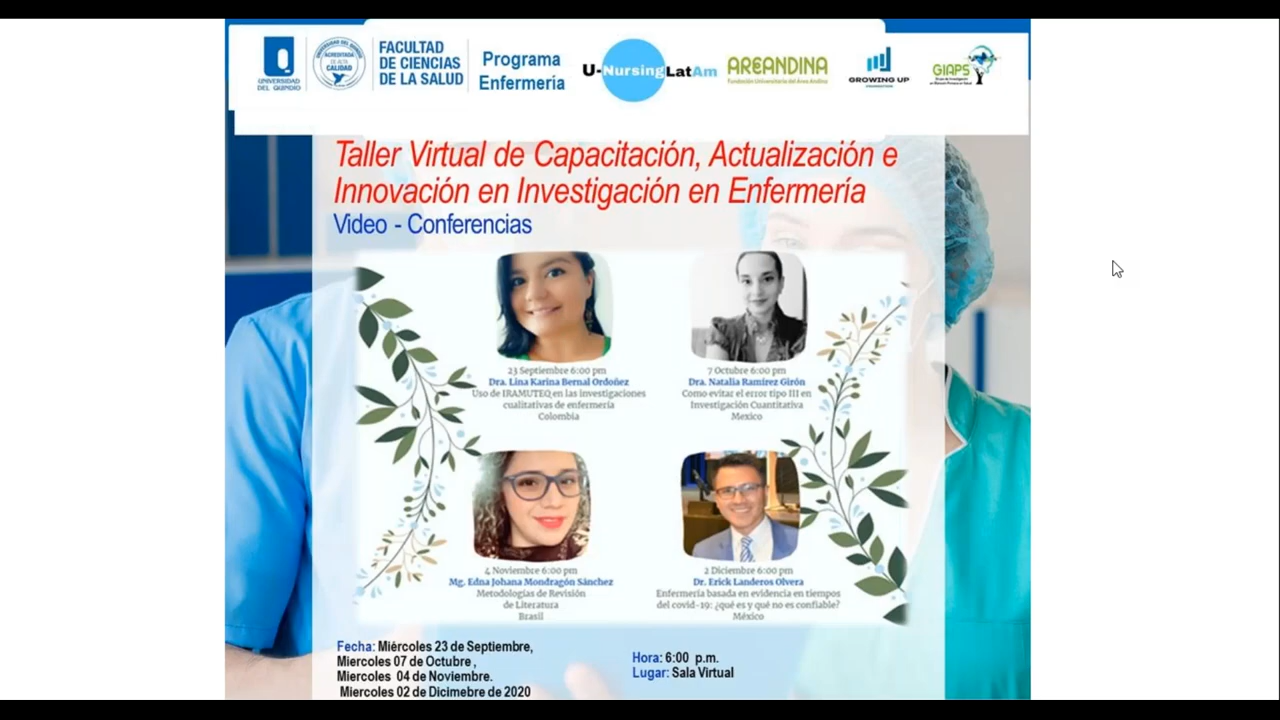 UNIVERSIDAD
DEL QUINDÍO
ACREDITADA
DE ALTA
CALIDAD
FACULTAD
DE CIENCIAS
DE LA SALUD
Programa
Enfermería
U-NursingLatAm
AREANDINA
Fundación Universitaria del Área Andina
GROWING UP
GIAPS
Taller Virtual de Capacitación, Actualización e
Innovación en Investigación en Enfermería
Video - Conferencias
23 Septiembre 6:00 pm
Dra. Lina Karina Bernal Ordoñez
Uso de IRAMUTEQ en las investigaciones
cualitativas de enfermería
Colombia
7 Octubre 6:00 pm
Dra. Natalia Ramírez Girón
Como evitar el error tipo III en
Investigación Cuantitativa
Mexico
4 Noviembre 6:00 pm
Mg. Edna Johana Mondragón Sánchez
Metodologías de Revisión
de Literatura
Brasil
2 Diciembre 6:00 pm
Dr. Erick Landeros Olvera
Enfermería basada en evidencia en tiempos
del covid-19: ¿qué es y qué no es confiable?
México
Fecha: Miércoles 23 de Septiembre,
Miercoles 07 de Octubre ,
Miercoles 04 de Noviembre.
Miercoles 02 de Dicimebre de 2020
Hora: 6:00 p.m.
Lugar: Sala Virtual